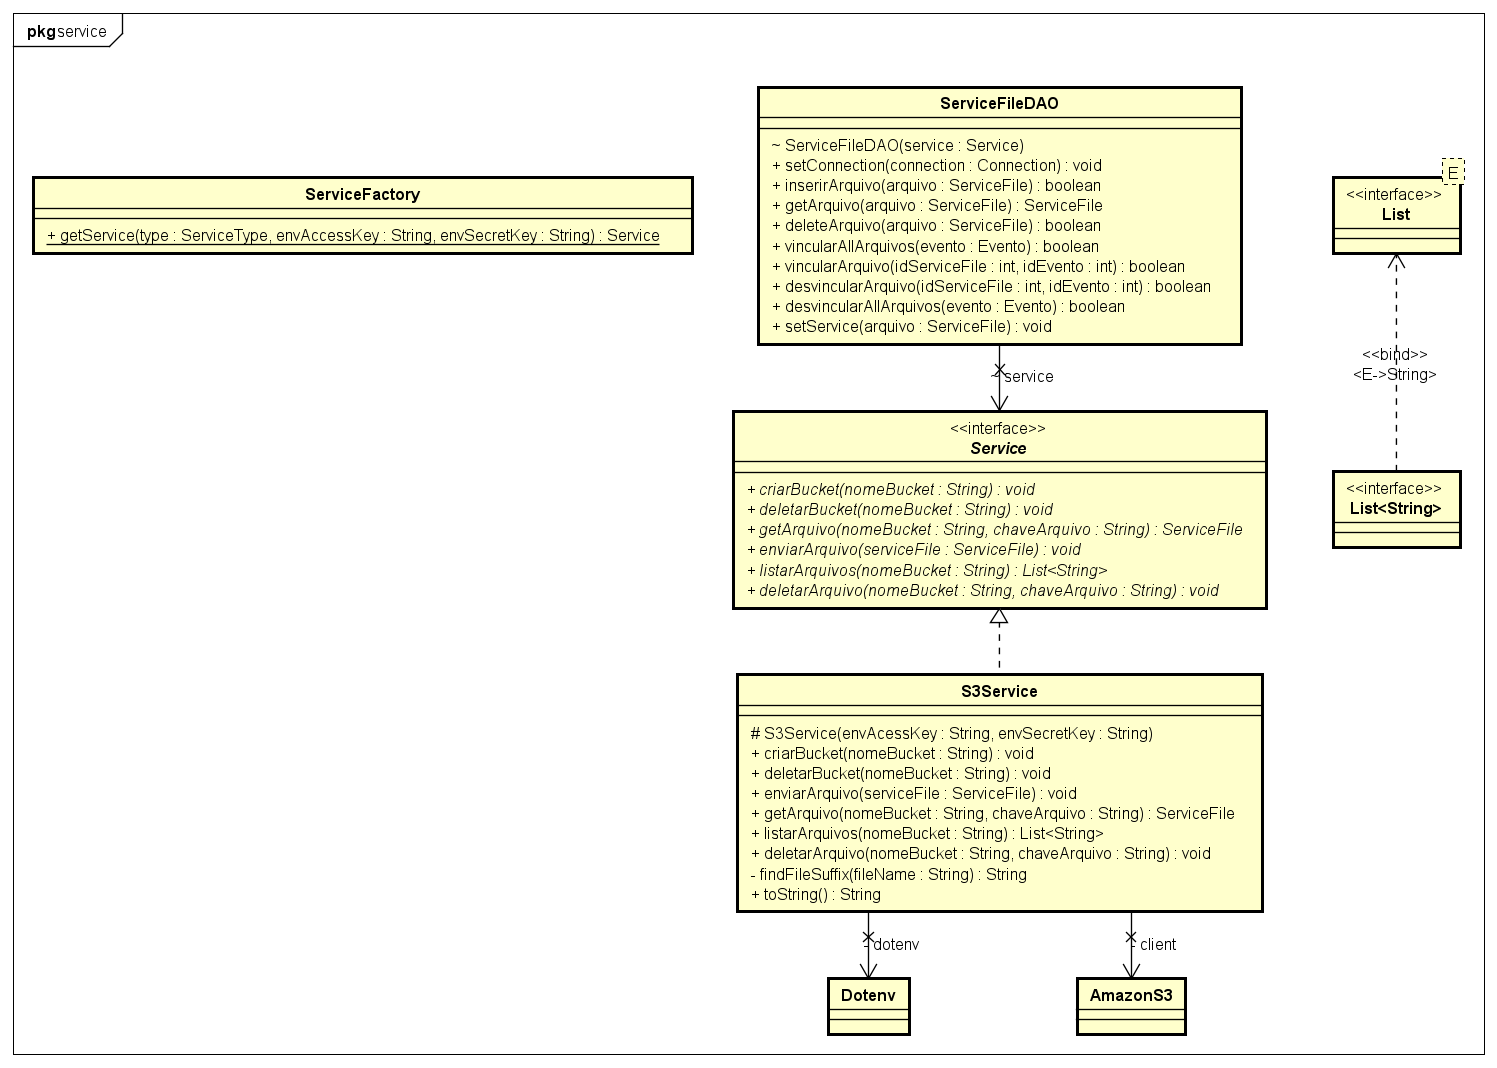 pkg service
ServiceFactory
+ getService(type : ServiceType, envAccessKey : String, envSecretKey : String) : Service
ServiceFileDAO
~ ServiceFileDAO(service : Service)
+ setConnection(connection : Connection) : void
+ inserirArquivo(arquivo : ServiceFile) : boolean
+ getArquivo(arquivo : ServiceFile) : ServiceFile
+ deleteArquivo(arquivo : ServiceFile) : boolean
+ vincularAllArquivos(evento : Evento) : boolean
+ vincularArquivo(idServiceFile : int, idEvento : int) : boolean
+ desvincularArquivo(idServiceFile : int, idEvento : int) : boolean
+ desvincularAllArquivos(evento : Evento) : boolean
+ setService(arquivo : ServiceFile) : void
~ service
<<interface>>
Service
+ criarBucket(nomeBucket : String) : void
+ deletarBucket(nomeBucket : String) : void
+ getArquivo(nomeBucket : String, chaveArquivo : String) : ServiceFile
+ enviarArquivo(serviceFile : ServiceFile) : void
+ listarArquivos(nomeBucket : String) : List<String>
+ deletarArquivo(nomeBucket : String, chaveArquivo : String) : void
S3Service
# S3Service(envAcessKey : String, envSecretKey : String)
+ criarBucket(nomeBucket : String) : void
+ deletarBucket(nomeBucket : String) : void
+ enviarArquivo(serviceFile : ServiceFile) : void
+ getArquivo(nomeBucket : String, chaveArquivo : String) : ServiceFile
+ listarArquivos(nomeBucket : String) : List<String>
+ deletarArquivo(nomeBucket : String, chaveArquivo : String) : void
- findFileSuffix(fileName : String) : String
+ toString() : String
- dotenv
- client
Dotenv
AmazonS3
E
<<interface>>
List
<<bind>>
<E->String>
<<interface>>
List<String>